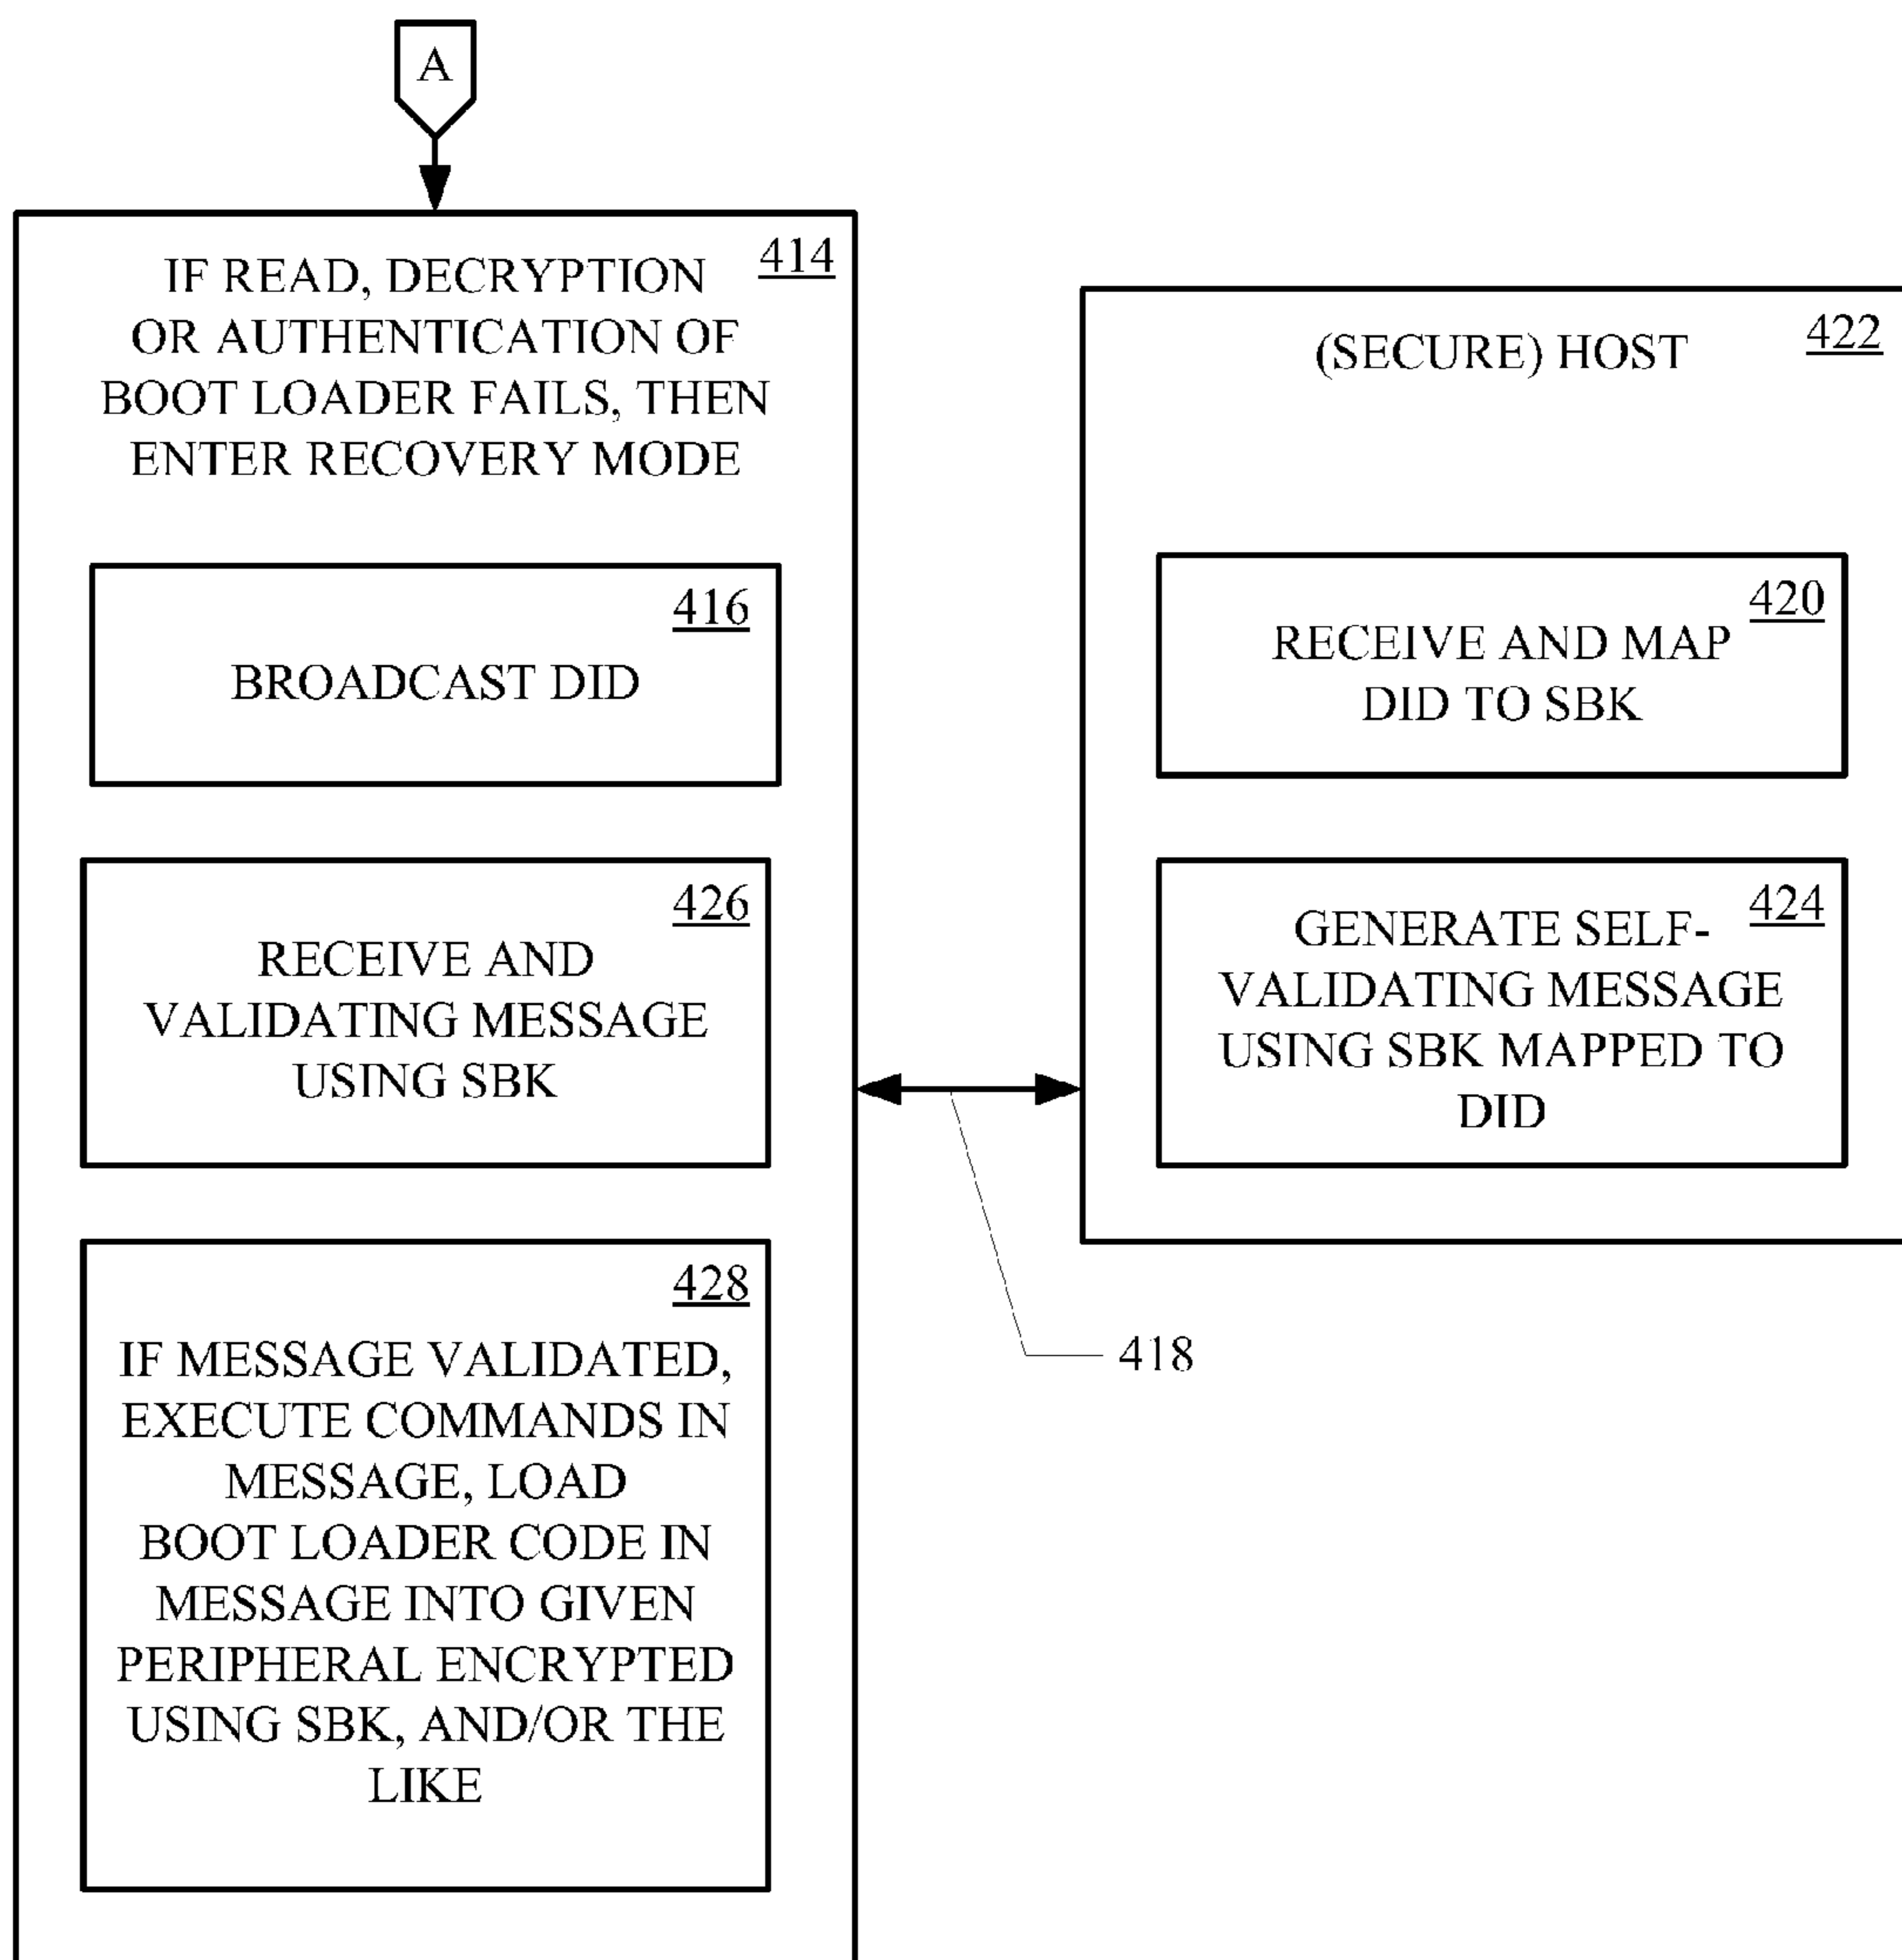 A
414
IF READ, DECRYPTION
OR AUTHENTICATION OF
BOOT LOADER FAILS, THEN
ENTER RECOVERY MODE
416
BROADCAST DID
426
RECEIVE AND
VALIDATING MESSAGE
USING SBK
428
IF MESSAGE VALIDATED,
EXECUTE COMMANDS IN
MESSAGE, LOAD
BOOT LOADER CODE IN
MESSAGE INTO GIVEN
PERIPHERAL ENCRYPTED
USING SBK, AND/OR THE
LIKE
418
422
(SECURE) HOST
420
RECEIVE AND MAP
DID TO SBK
424
GENERATE SELF-
VALIDATING MESSAGE
USING SBK MAPPED TO
DID